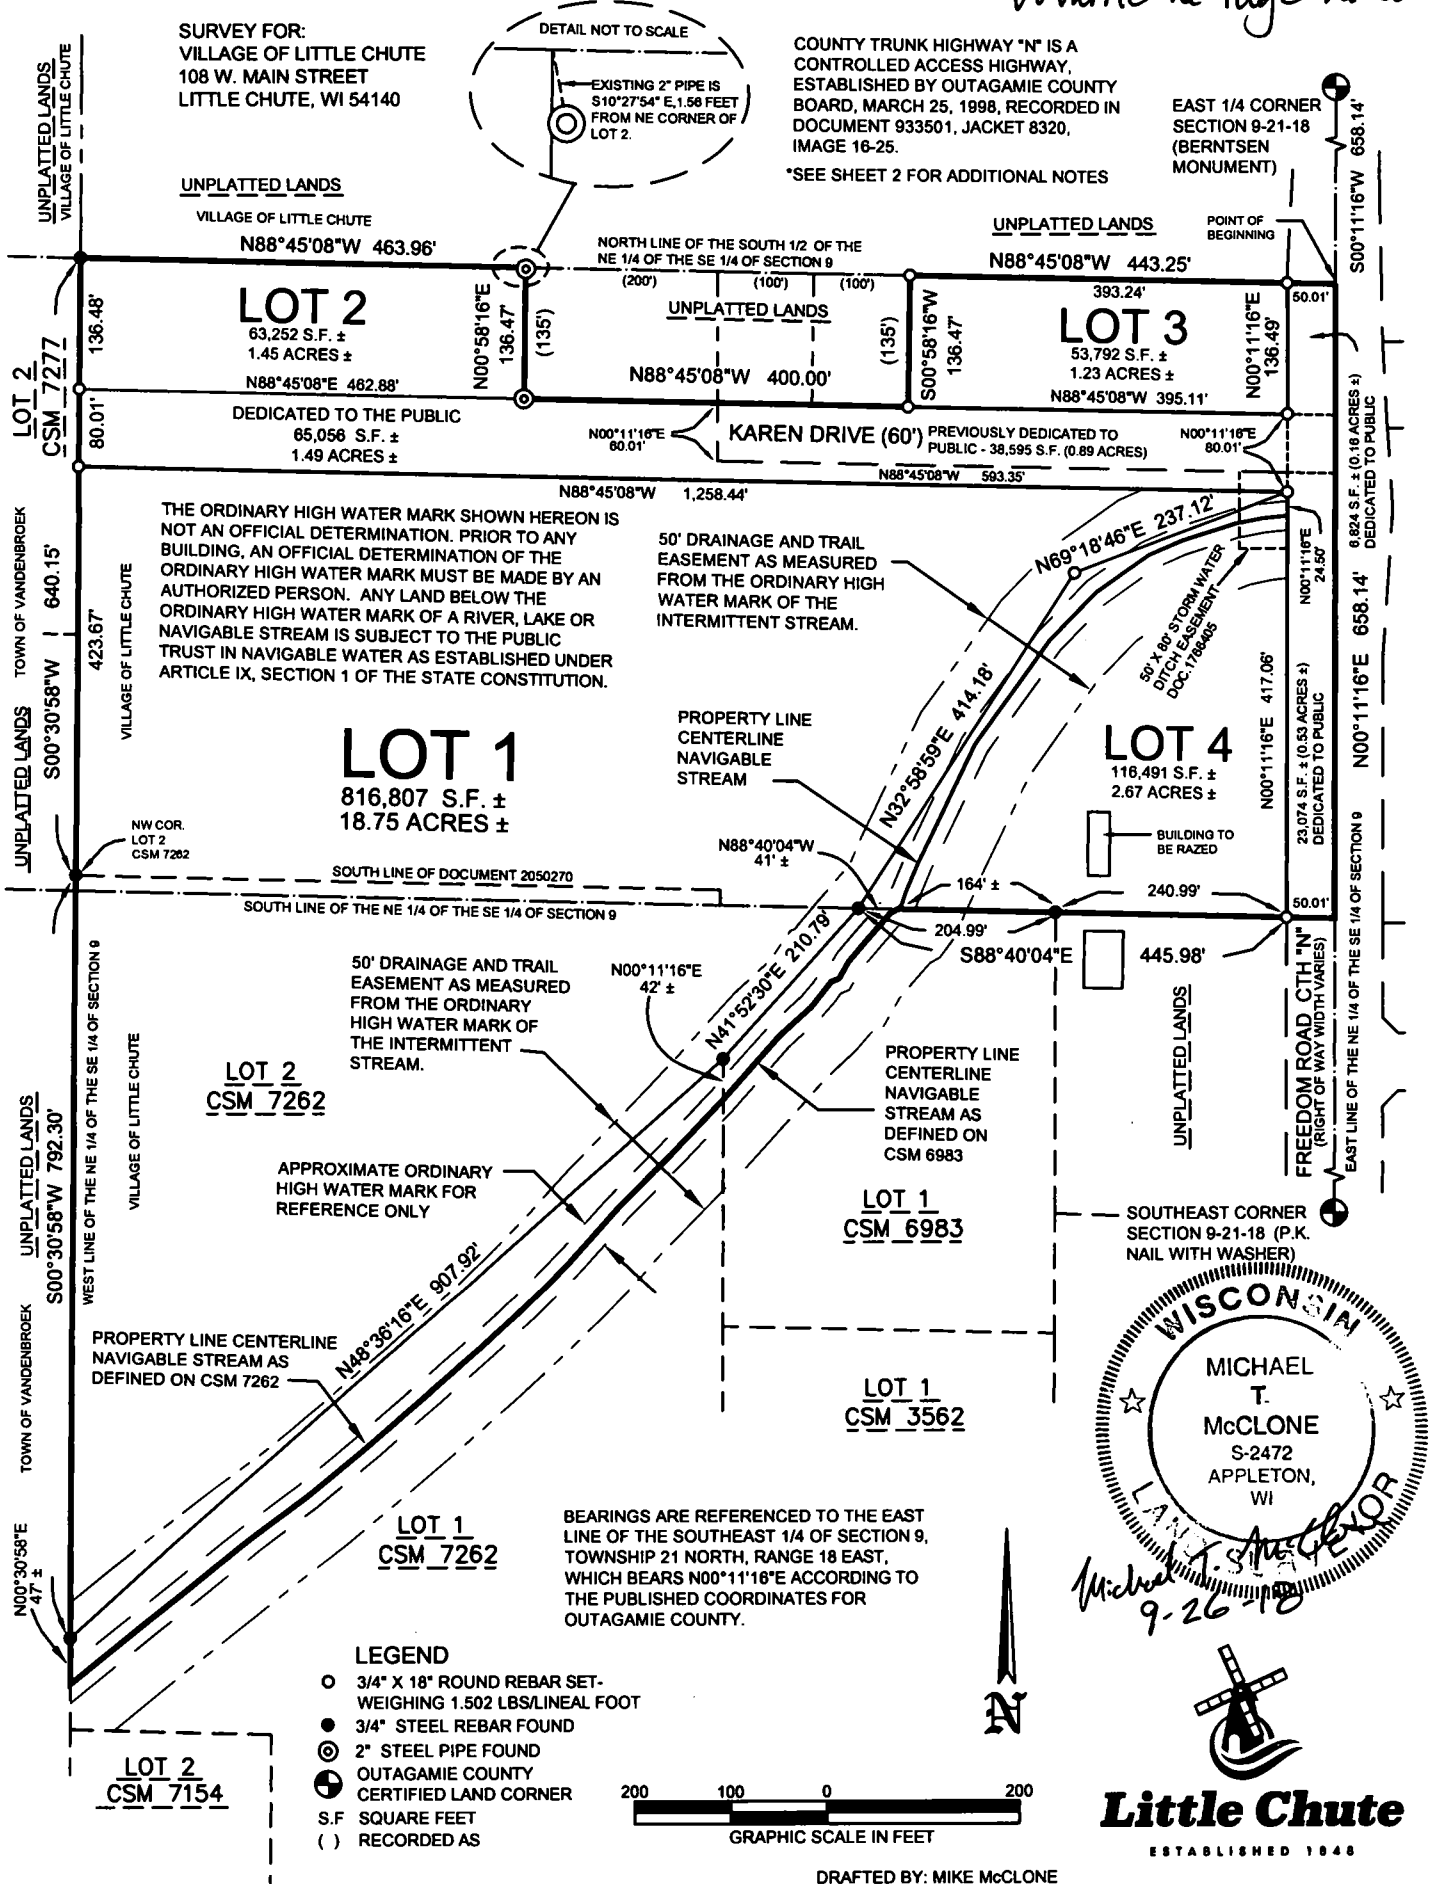 SURVEY FOR:
VILLAGE OF LITTLE CHUTE
108 W. MAIN STREET
LITTLE CHUTE, WI 54140
DETAIL NOT TO SCALE
EXISTING 2" PIPE IS
S10°27'54" E,1.56 FEET
FROM NE CORNER OF
LOT 2.
COUNTY TRUNK HIGHWAY "N" IS A
CONTROLLED ACCESS HIGHWAY,
ESTABLISHED BY OUTAGAMIE COUNTY
BOARD, MARCH 25, 1998, RECORDED IN
DOCUMENT 933501, JACKET 8320,
IMAGE 16-25.
*SEE SHEET 2 FOR ADDITIONAL NOTES
EAST 1/4 CORNER
SECTION 9-21-18
(BERNTSEN
MONUMENT)
S00°11'16"W 658.14'
UNPLATTED LANDS
VILLAGE OF LITTLE CHUTE
UNPLATTED LANDS
VILLAGE OF LITTLE CHUTE
N88°45'08"W 463.96'
NORTH LINE OF THE SOUTH 1/2 OF THE
NE 1/4 OF THE SE 1/4 OF SECTION 9
(200')
(100')
(100')
UNPLATTED LANDS
UNPLATTED LANDS
POINT OF
BEGINNING
N88°45'08"W 443.25'
393.24'
50.01'
LOT 2
63,252 S.F. ±
1.45 ACRES ±
136.48'
N00°58'16"E
136.47'
(135')
(135')
S00°58'16"W
136.47'
LOT 3
53,792 S.F. ±
1.23 ACRES ±
N00°11'16"E
136.49'
LOT 2
CSM 7277
N88°45'08"E 462.88'
N88°45'08"W 400.00'
N88°45'08"W 395.11'
DEDICATED TO THE PUBLIC
65,056 S.F. ±
1.49 ACRES ±
80.01'
N00°11'16"E
60.01'
KAREN DRIVE (60') PREVIOUSLY DEDICATED TO
PUBLIC - 38,595 S.F. (0.89 ACRES)
N00°11'16"E
80.01'
6,824 S.F. ± (0.16 ACRES ±)
DEDICATED TO PUBLIC
N88°45'08"W 593.35'
N88°45'08"W 1,258.44'
THE ORDINARY HIGH WATER MARK SHOWN HEREON IS
NOT AN OFFICIAL DETERMINATION. PRIOR TO ANY
BUILDING, AN OFFICIAL DETERMINATION OF THE
ORDINARY HIGH WATER MARK MUST BE MADE BY AN
AUTHORIZED PERSON. ANY LAND BELOW THE
ORDINARY HIGH WATER MARK OF A RIVER, LAKE OR
NAVIGABLE STREAM IS SUBJECT TO THE PUBLIC
TRUST IN NAVIGABLE WATER AS ESTABLISHED UNDER
ARTICLE IX, SECTION 1 OF THE STATE CONSTITUTION.
50' DRAINAGE AND TRAIL
EASEMENT AS MEASURED
FROM THE ORDINARY HIGH
WATER MARK OF THE
INTERMITTENT STREAM.
N69°18'46"E 237.12'
50' X 80' STORM WATER
DITCH EASEMENT
DOC.1788405
N00°11'16"E
24.50'
UNPLATTED LANDS TOWN OF VANDENBROEK
S00°30'58"W 640.15'
423.67'
VILLAGE OF LITTLE CHUTE
LOT 1
816,807 S.F. ±
18.75 ACRES ±
PROPERTY LINE
CENTERLINE
NAVIGABLE
STREAM
N32°58'59"E 414.18'
LOT 4
116,491 S.F. ±
2.67 ACRES ±
N00°11'16"E 417.06'
23,074 S.F. ± (0.53 ACRES ±)
DEDICATED TO PUBLIC
N00°11'16"E 658.14'
BUILDING TO
BE RAZED
NW COR.
LOT 2
CSM 7262
N88°40'04"W
41' ±
SOUTH LINE OF DOCUMENT 2050270
SOUTH LINE OF THE NE 1/4 OF THE SE 1/4 OF SECTION 9
164' ±
240.99'
50.01'
204.99'
S88°40'04"E
445.98'
N41°52'30"E 210.79'
50' DRAINAGE AND TRAIL
EASEMENT AS MEASURED
FROM THE ORDINARY
HIGH WATER MARK OF
THE INTERMITTENT
STREAM.
N00°11'16"E
42' ±
LOT 2
CSM 7262
PROPERTY LINE
CENTERLINE
NAVIGABLE
STREAM AS
DEFINED ON
CSM 6983
UNPLATTED LANDS
FREEDOM ROAD CTH "N"
(RIGHT OF WAY WIDTH VARIES)
EAST LINE OF THE NE 1/4 OF THE SE 1/4 OF SECTION 9
UNPLATTED LANDS
S00°30'58"W 792.30'
WEST LINE OF THE NE 1/4 OF THE SE 1/4 OF SECTION 9
VILLAGE OF LITTLE CHUTE
APPROXIMATE ORDINARY
HIGH WATER MARK FOR
REFERENCE ONLY
LOT 1
CSM 6983
SOUTHEAST CORNER
SECTION 9-21-18 (P.K.
NAIL WITH WASHER)
N48°36'16"E 907.92'
TOWN OF VANDENBROEK
PROPERTY LINE CENTERLINE
NAVIGABLE STREAM AS
DEFINED ON CSM 7262
LOT 1
CSM 3562
WISCONSIN
MICHAEL
T.
McCLONE
S-2472
APPLETON,
WI
Michael T. McClone
9-26-18
LOT 1
CSM 7262
BEARINGS ARE REFERENCED TO THE EAST
LINE OF THE SOUTHEAST 1/4 OF SECTION 9,
TOWNSHIP 21 NORTH, RANGE 18 EAST,
WHICH BEARS N00°11'16"E ACCORDING TO
THE PUBLISHED COORDINATES FOR
OUTAGAMIE COUNTY.
N00°30'58"E
47' ±
LEGEND
3/4" X 18" ROUND REBAR SET-
WEIGHING 1.502 LBS/LINEAL FOOT
3/4" STEEL REBAR FOUND
2" STEEL PIPE FOUND
OUTAGAMIE COUNTY
CERTIFIED LAND CORNER
S.F SQUARE FEET
( ) RECORDED AS
LOT 2
CSM 7154
N
200 100 0 200
GRAPHIC SCALE IN FEET
Little Chute
ESTABLISHED 1848
DRAFTED BY: MIKE McCLONE